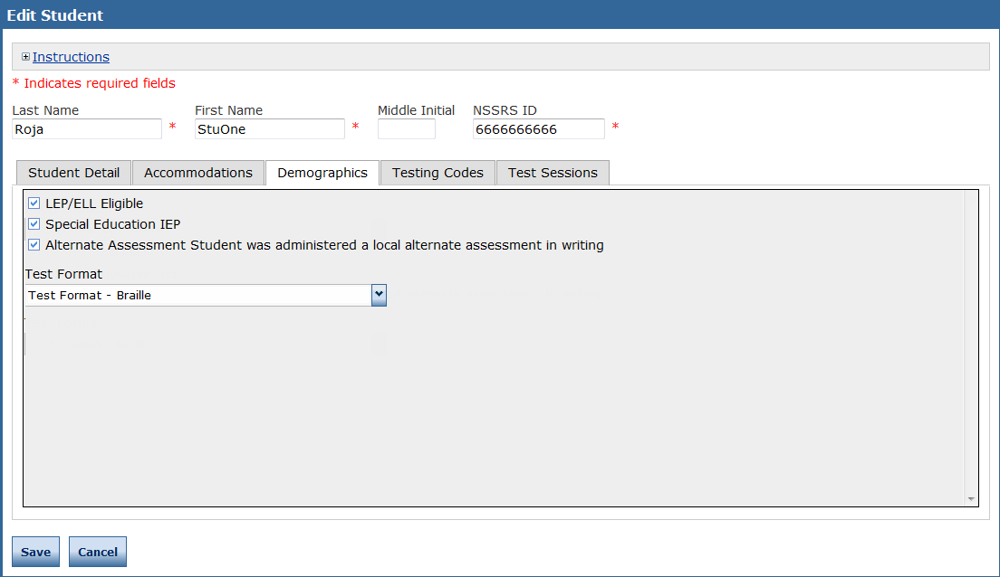 Edit Student
Instructions
* Indicates required fields
Last Name First Name Middle Initial NSSRS ID
Roja * StuOne * 6666666666 *
Student Detail Accommodations Demographics Testing Codes Test Sessions
LEP/ELL Eligible
Special Education IEP
Alternate Assessment Student was administered a local alternate assessment in writing
Test Format
Test Format - Braille
Save Cancel